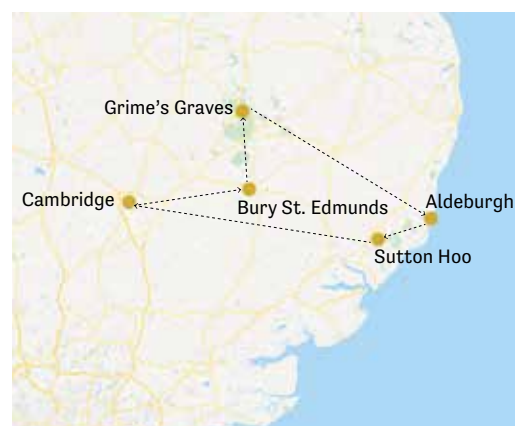 Grime's Graves
Cambridge
Bury St. Edmunds
Aldeburgh
Sutton Hoo